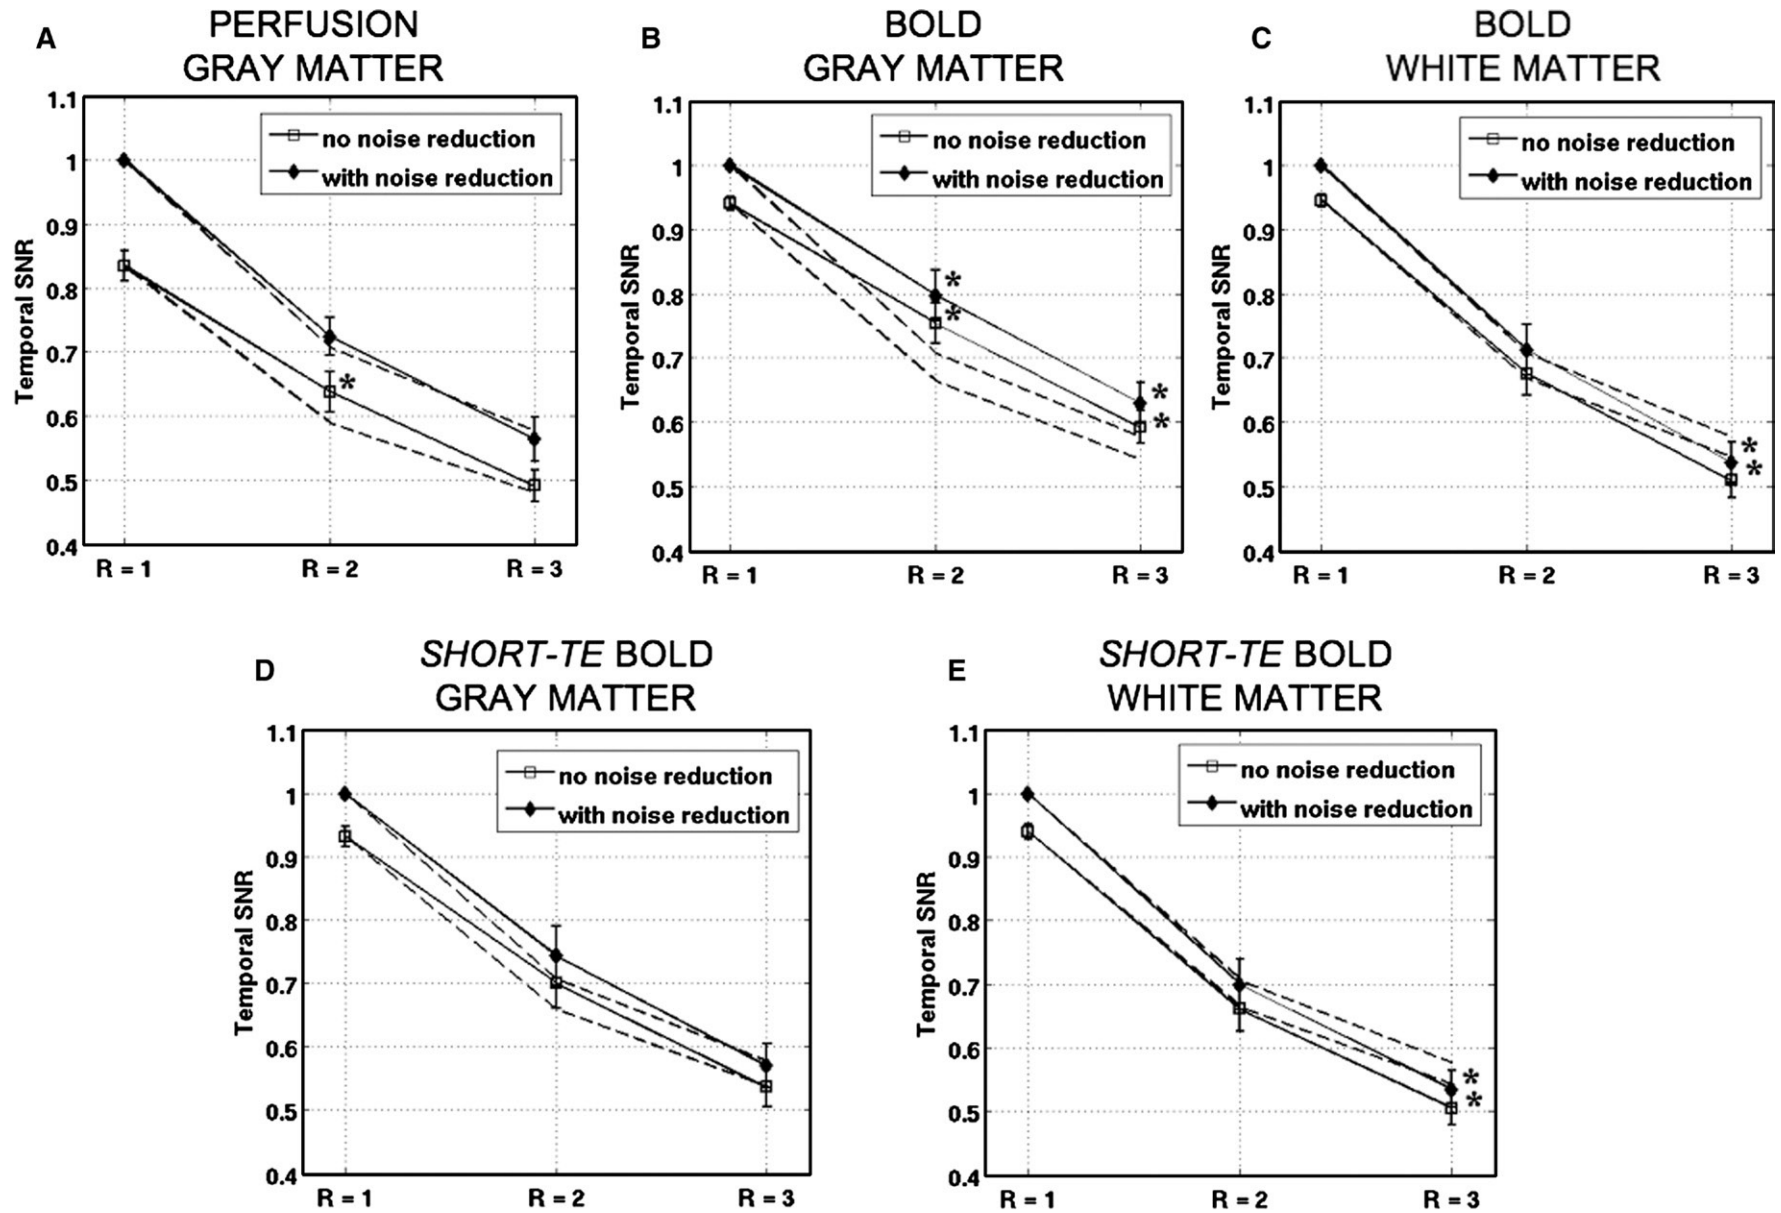 A
PERFUSION
GRAY MATTER
1.1
1
0.9
0.8
0.7
0.6
0.5
0.4
Temporal SNR
no noise reduction
with noise reduction
*
R = 1
R = 2
R = 3
B
BOLD
GRAY MATTER
1.1
1
0.9
0.8
0.7
0.6
0.5
0.4
Temporal SNR
no noise reduction
with noise reduction
*
*
*
*
R = 1
R = 2
R = 3
C
BOLD
WHITE MATTER
1.1
1
0.9
0.8
0.7
0.6
0.5
0.4
Temporal SNR
no noise reduction
with noise reduction
*
*
R = 1
R = 2
R = 3
D
SHORT-TE BOLD
GRAY MATTER
1.1
1
0.9
0.8
0.7
0.6
0.5
0.4
Temporal SNR
no noise reduction
with noise reduction
R = 1
R = 2
R = 3
E
SHORT-TE BOLD
WHITE MATTER
1.1
1
0.9
0.8
0.7
0.6
0.5
0.4
Temporal SNR
no noise reduction
with noise reduction
*
*
R = 1
R = 2
R = 3